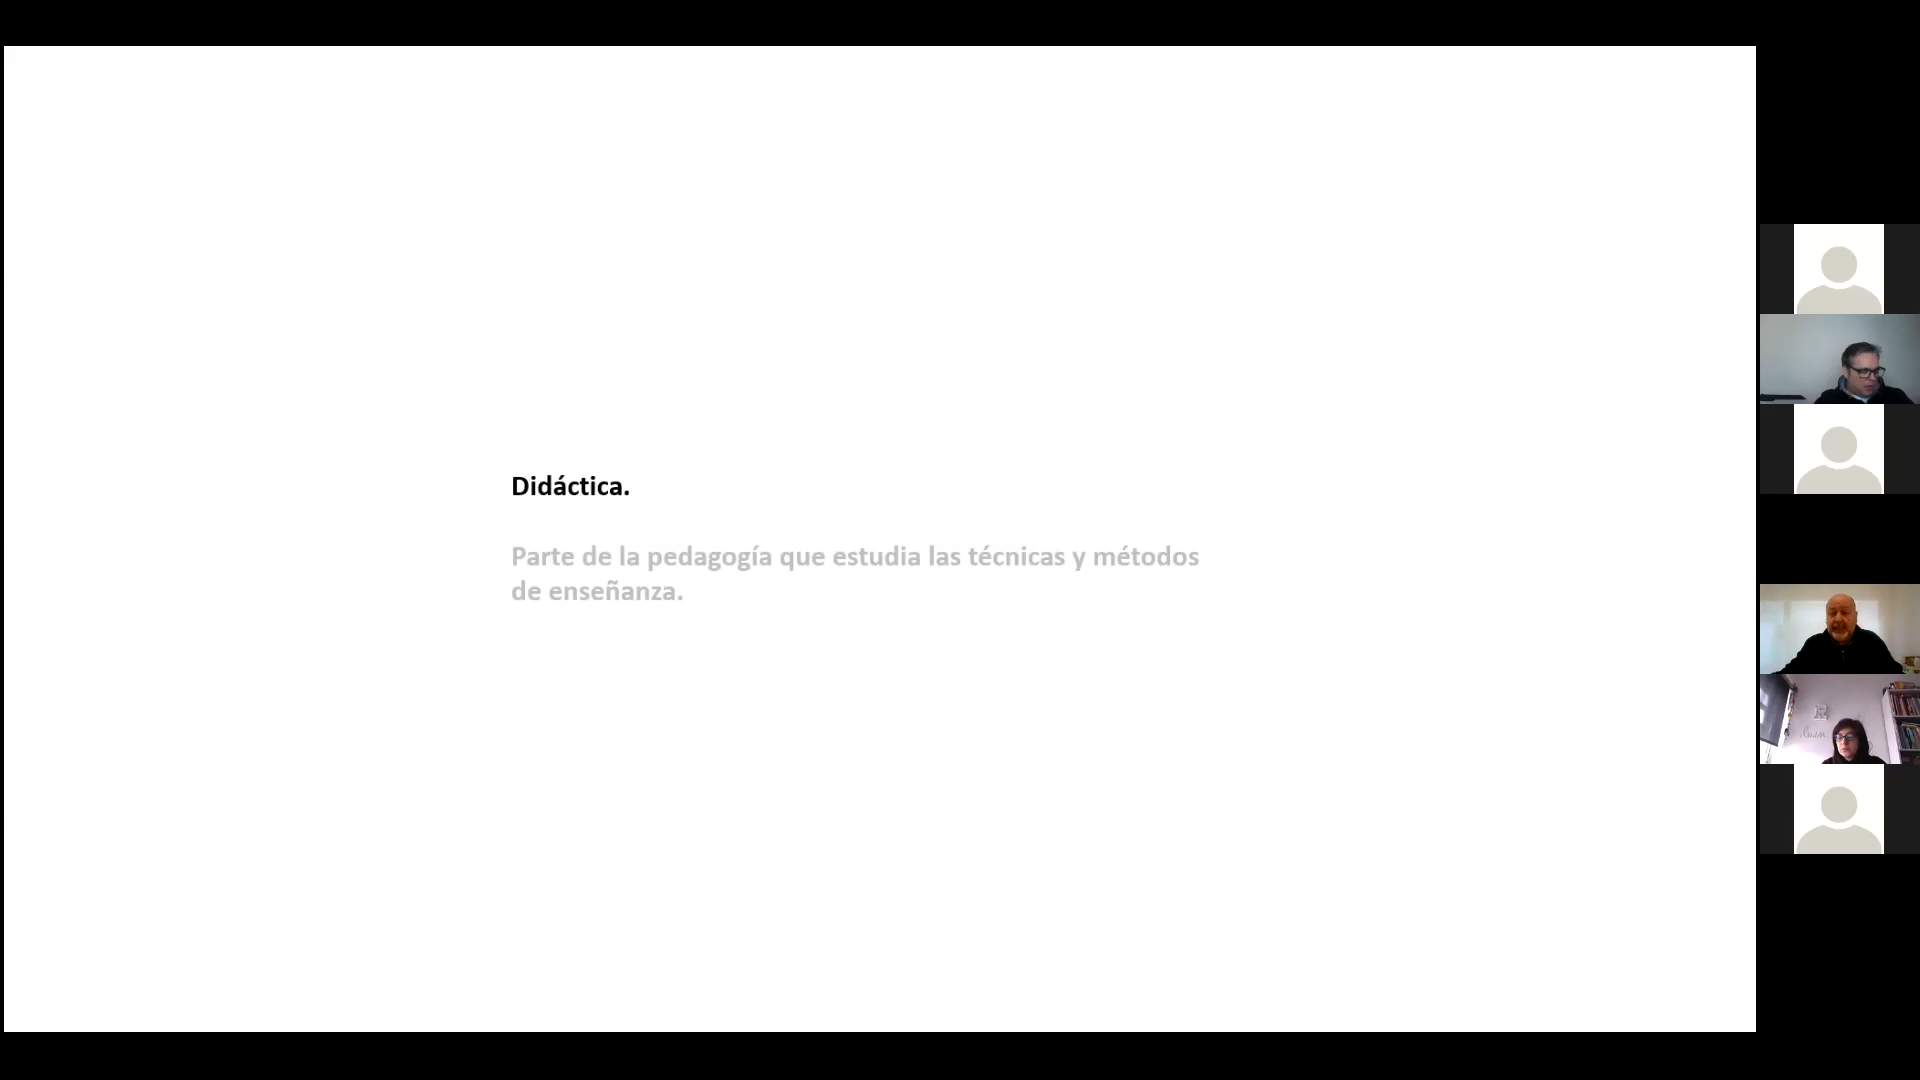 Didáctica.
Parte de la pedagogía que estudia las técnicas y métodos
de enseñanza.